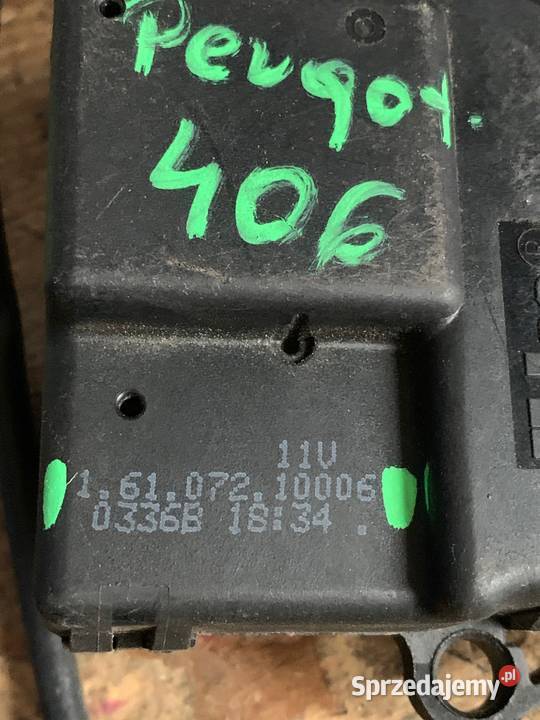 Peugot.
406
11V
1.61.072.10006
0336B 18:34 .
Sprzedajemy.pl